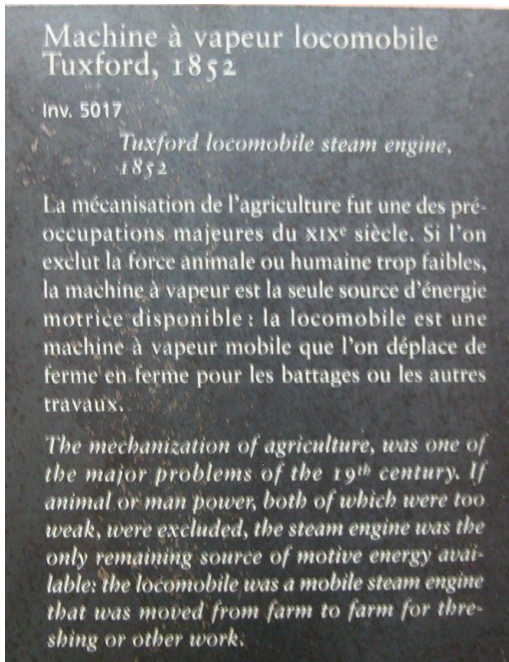 Machine à vapeur locomobile
Tuxford, 1852
Inv. 5017
Tuxford locomobile steam engine,
1852
La mécanisation de l'agriculture fut une des pré-
occupations majeures du XIXe siècle. Si l'on
exclut la force animale ou humaine trop faibles,
la machine à vapeur est la seule source d'énergie
motrice disponible : la locomobile est une
machine à vapeur mobile que l'on déplace de
ferme en ferme pour les battages ou les autres
travaux.
The mechanization of agriculture, was one of
the major problems of the 19th century. If
animal or man power, both of which were too
weak, were excluded, the steam engine was the
only remaining source of motive energy avai-
lable: the locomobile was a mobile steam engine
that was moved from farm to farm for thre-
shing or other work.